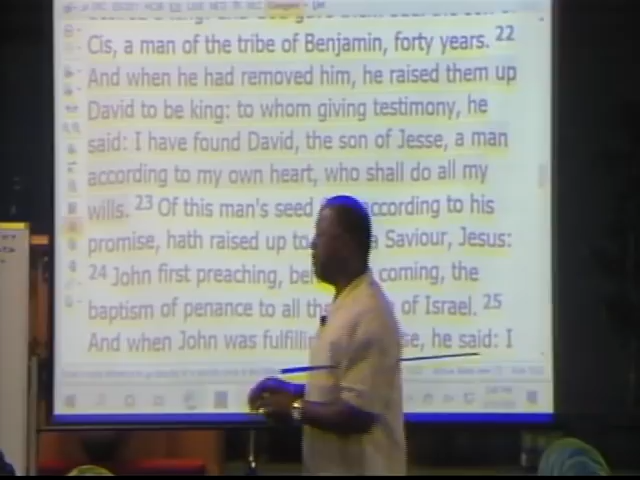 Cis, a man of the tribe of Benjamin, forty years. 22
And when he had removed him, he raised them up
David to be king: to whom giving testimony, he
said: I have found David, the son of Jesse, a man
according to my own heart, who shall do all my
wills. 23 Of this man's seed according to his
promise, hath raised up to a Saviour, Jesus:
24 John first preaching, coming, the
baptism of penance to all of Israel. 25
And when John was he said: I